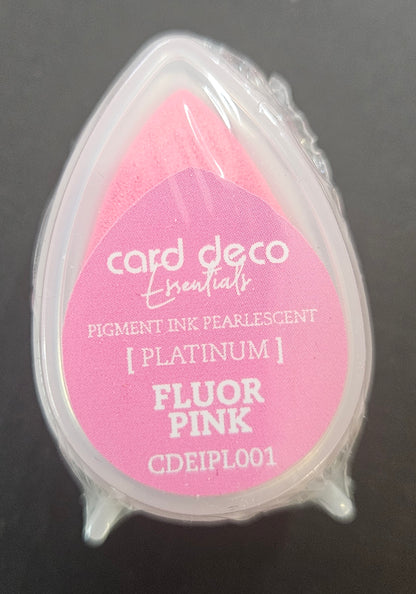 card deco
Essentials
PIGMENT INK PEARLESCENT
[ PLATINUM ]
FLUOR
PINK
CDEIPL001